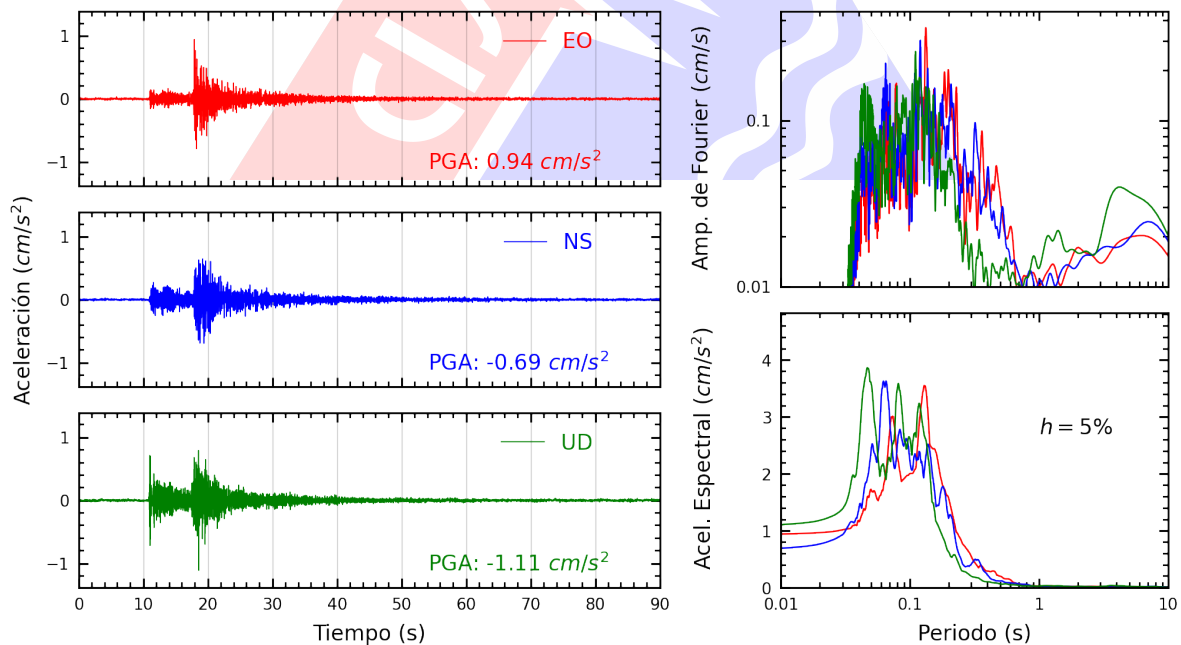 Aceleración (cm/s²)
1
0
−1
EO
PGA: 0.94 cm/s²
1
0
−1
NS
PGA: -0.69 cm/s²
1
0
−1
UD
PGA: -1.11 cm/s²
0 10 20 30 40 50 60 70 80 90
Tiempo (s)
Amp. de Fourier (cm/s)
0.1
0.01
Acel. Espectral (cm/s²)
4
3
2
1
0
h = 5%
0.01 0.1 1 10
Periodo (s)